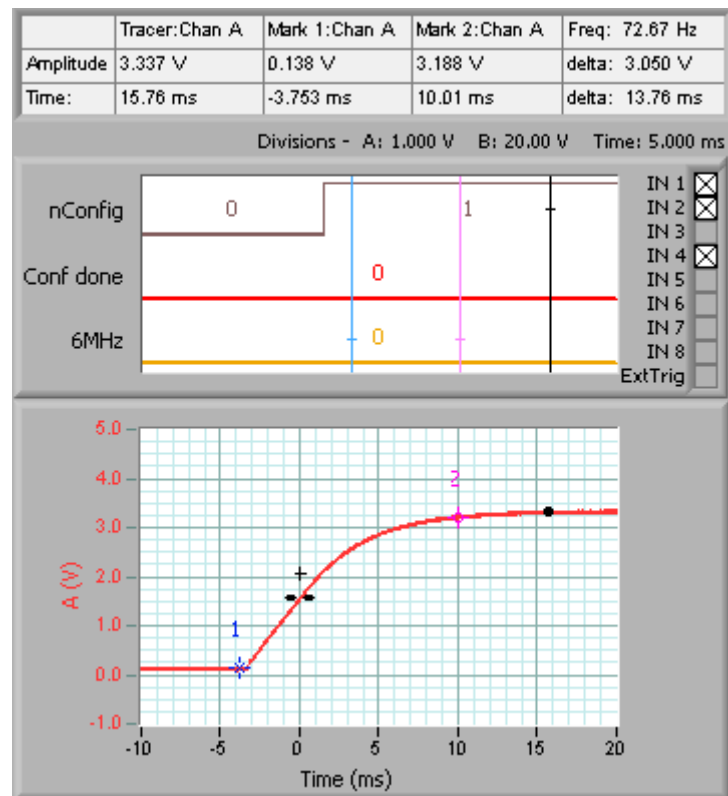 Tracer:Chan A Mark 1:Chan A Mark 2:Chan A Freq: 72.67 Hz
Amplitude 3.337 V 0.138 V 3.188 V delta: 3.050 V
Time: 15.76 ms -3.753 ms 10.01 ms delta: 13.76 ms
Divisions - A: 1.000 V B: 20.00 V Time: 5.000 ms
nConfig 0 1
Conf done 0
6MHz 0
IN 1
IN 2
IN 3
IN 4
IN 5
IN 6
IN 7
IN 8
ExtTrig
A (V)
5.0
4.0
3.0
2.0
1.0
0.0
-1.0
2
1
-10 -5 0 5 10 15 20
Time (ms)